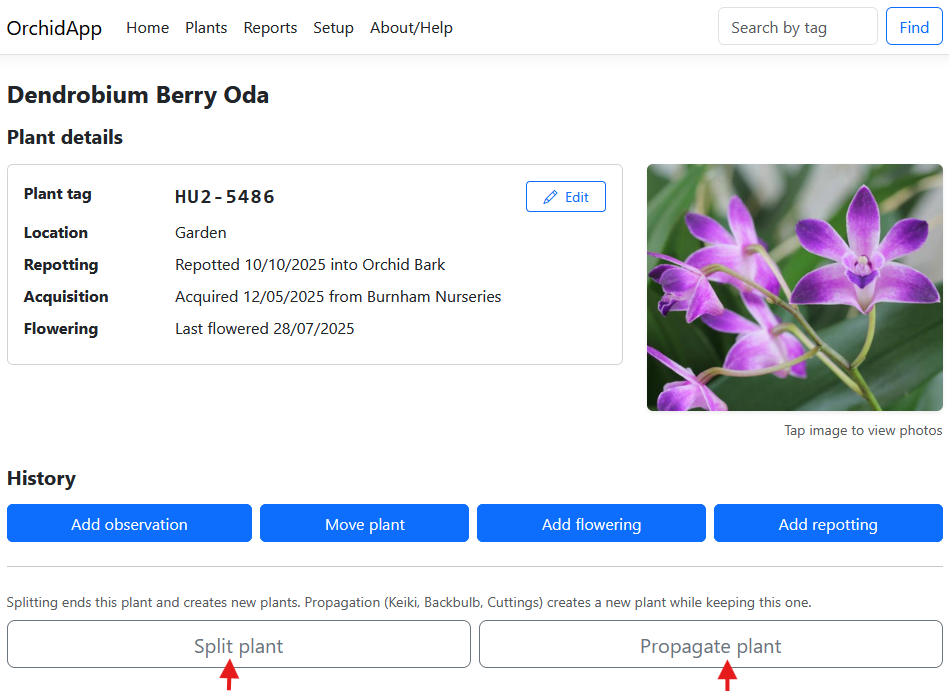 OrchidApp Home Plants Reports Setup About/Help Search by tag Find
Dendrobium Berry Oda
Plant details
Plant tag HU2-5486 Edit
Location Garden
Repotting Repotted 10/10/2025 into Orchid Bark
Acquisition Acquired 12/05/2025 from Burnham Nurseries
Flowering Last flowered 28/07/2025
Tap image to view photos
History
Add observation Move plant Add flowering Add repotting
Splitting ends this plant and creates new plants. Propagation (Keiki, Backbulb, Cuttings) creates a new plant while keeping this one.
Split plant Propagate plant